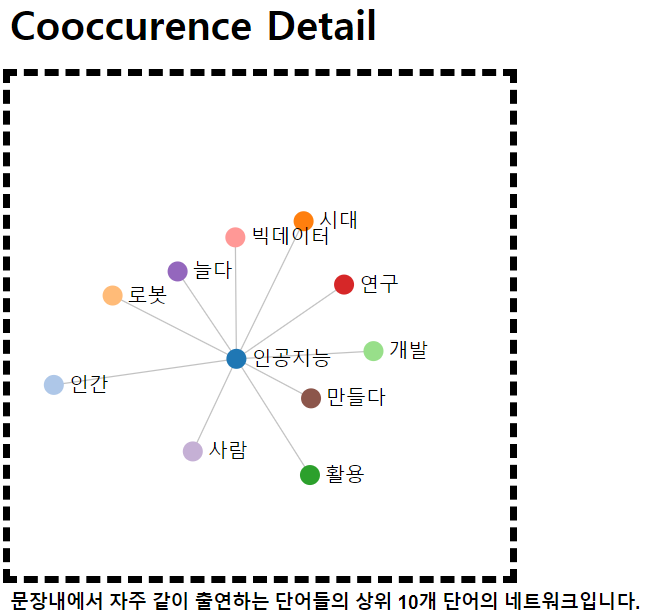 Cooccurence Detail
시대
빅데이터
늘다
연구
로봇
개발
인공지능
인간
만들다
사람
활용
문장내에서 자주 같이 출연하는 단어들의 상위 10개 단어의 네트워크입니다.